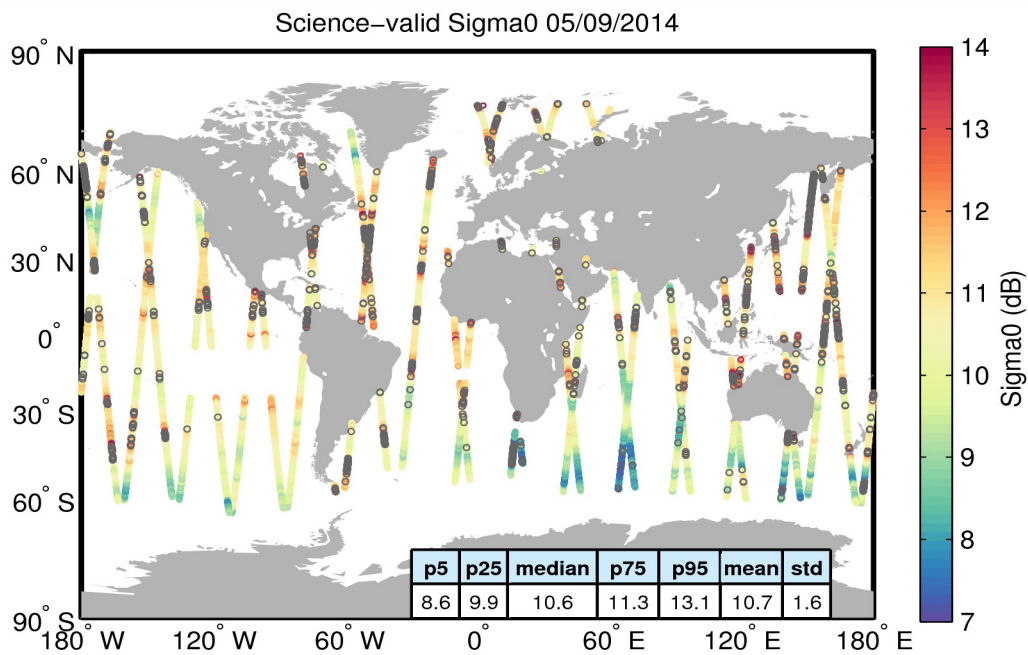 Science−valid Sigma0 05/09/2014
90° N
60° N
30° N
0°
30° S
60° S
90° S
180° W
120° W
60° W
0°
60° E
120° E
180° E
p5 p25 median p75 p95 mean std
8.6 9.9 10.6 11.3 13.1 10.7 1.6
14
13
12
11
10
9
8
7
Sigma0 (dB)